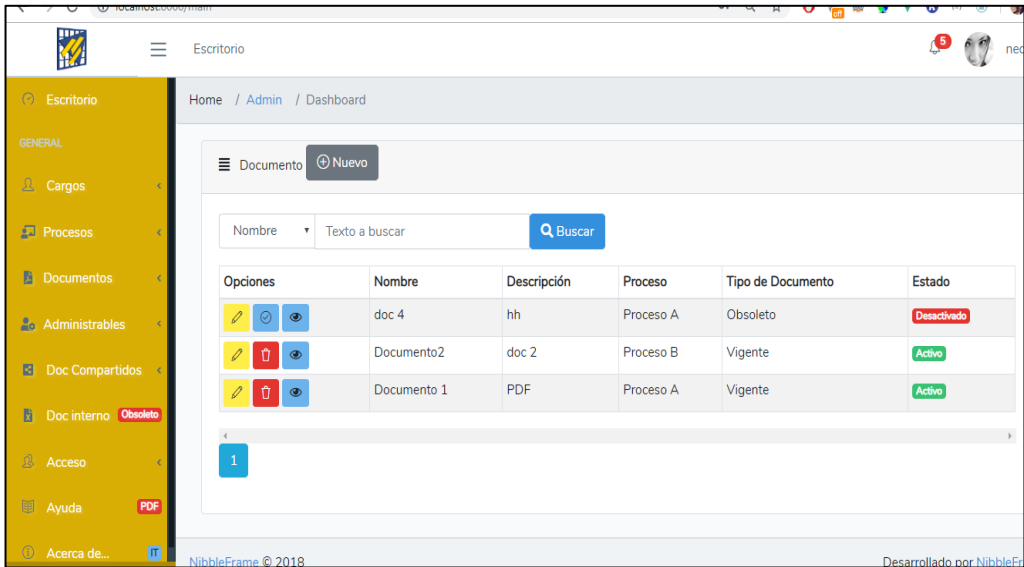 Escritorio
5
Escritorio
Home / Admin / Dashboard
GENERAL
Cargos
Procesos
Documentos
Administrables
Doc Compartidos
Doc interno Obsoleto
Acceso
Ayuda PDF
Acerca de... IT
Documento Nuevo
Nombre Texto a buscar Buscar
Opciones Nombre Descripción Proceso Tipo de Documento Estado
doc 4 hh Proceso A Obsoleto Desactivado
Documento2 doc 2 Proceso B Vigente Activo
Documento 1 PDF Proceso A Vigente Activo
1
NibbleFrame © 2018 Desarrollado por